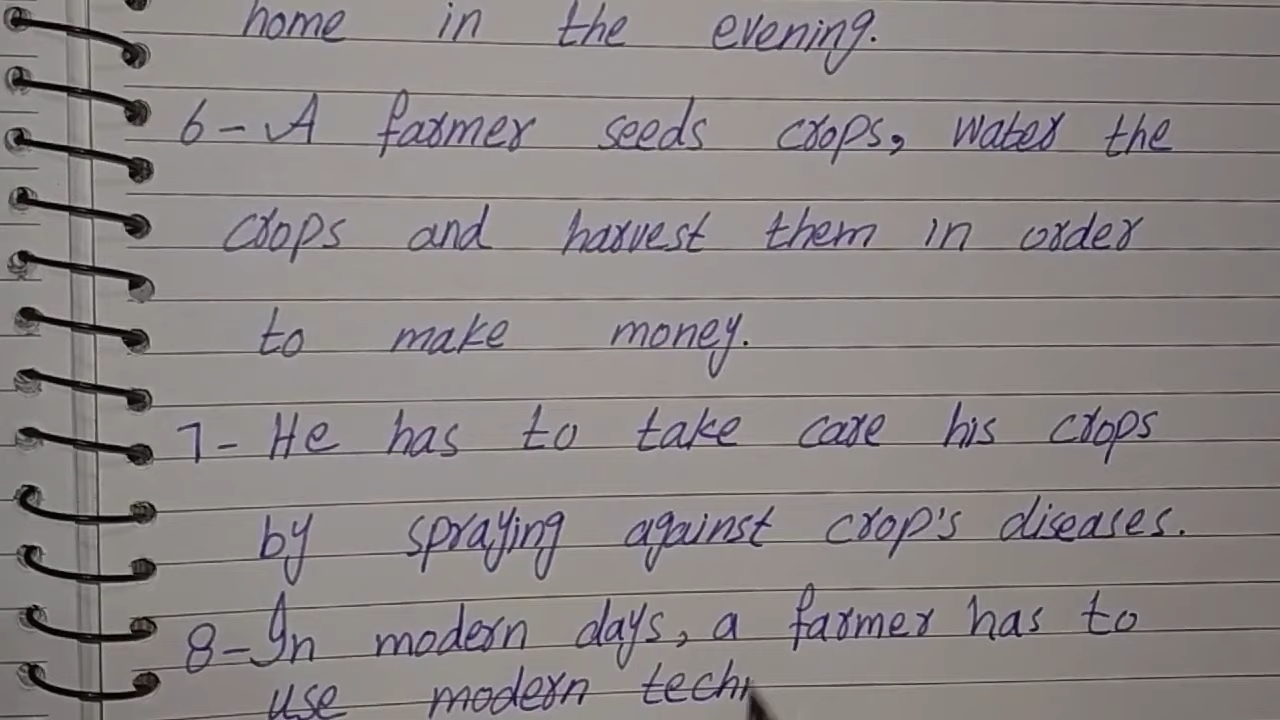 home in the evening.
6-A farmer seeds crops, water the
crops and harvest them in order
to make money.
7- He has to take care his crops
by spraying against crop's diseases.
8-In modern days, a farmer has to
use modern tech